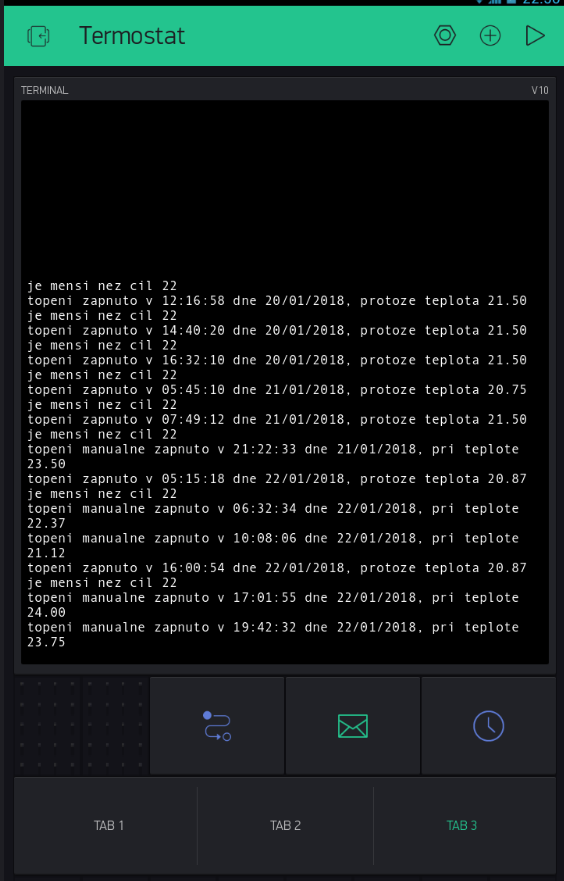 Termostat
TERMINAL
V10
je mensi nez cil 22
topeni zapnuto v 12:16:58 dne 20/01/2018, protoze teplota 21.50
je mensi nez cil 22
topeni zapnuto v 14:40:20 dne 20/01/2018, protoze teplota 21.50
je mensi nez cil 22
topeni zapnuto v 16:32:10 dne 20/01/2018, protoze teplota 21.50
je mensi nez cil 22
topeni zapnuto v 05:45:10 dne 21/01/2018, protoze teplota 20.75
je mensi nez cil 22
topeni zapnuto v 07:49:12 dne 21/01/2018, protoze teplota 21.50
je mensi nez cil 22
topeni manualne zapnuto v 21:22:33 dne 21/01/2018, pri teplote
23.50
topeni zapnuto v 05:15:18 dne 22/01/2018, protoze teplota 20.87
je mensi nez cil 22
topeni manualne zapnuto v 06:32:34 dne 22/01/2018, pri teplote
22.37
topeni manualne zapnuto v 10:08:06 dne 22/01/2018, pri teplote
21.12
topeni zapnuto v 16:00:54 dne 22/01/2018, protoze teplota 20.87
je mensi nez cil 22
topeni manualne zapnuto v 17:01:55 dne 22/01/2018, pri teplote
24.00
topeni manualne zapnuto v 19:42:32 dne 22/01/2018, pri teplote
23.75
TAB 1
TAB 2
TAB 3